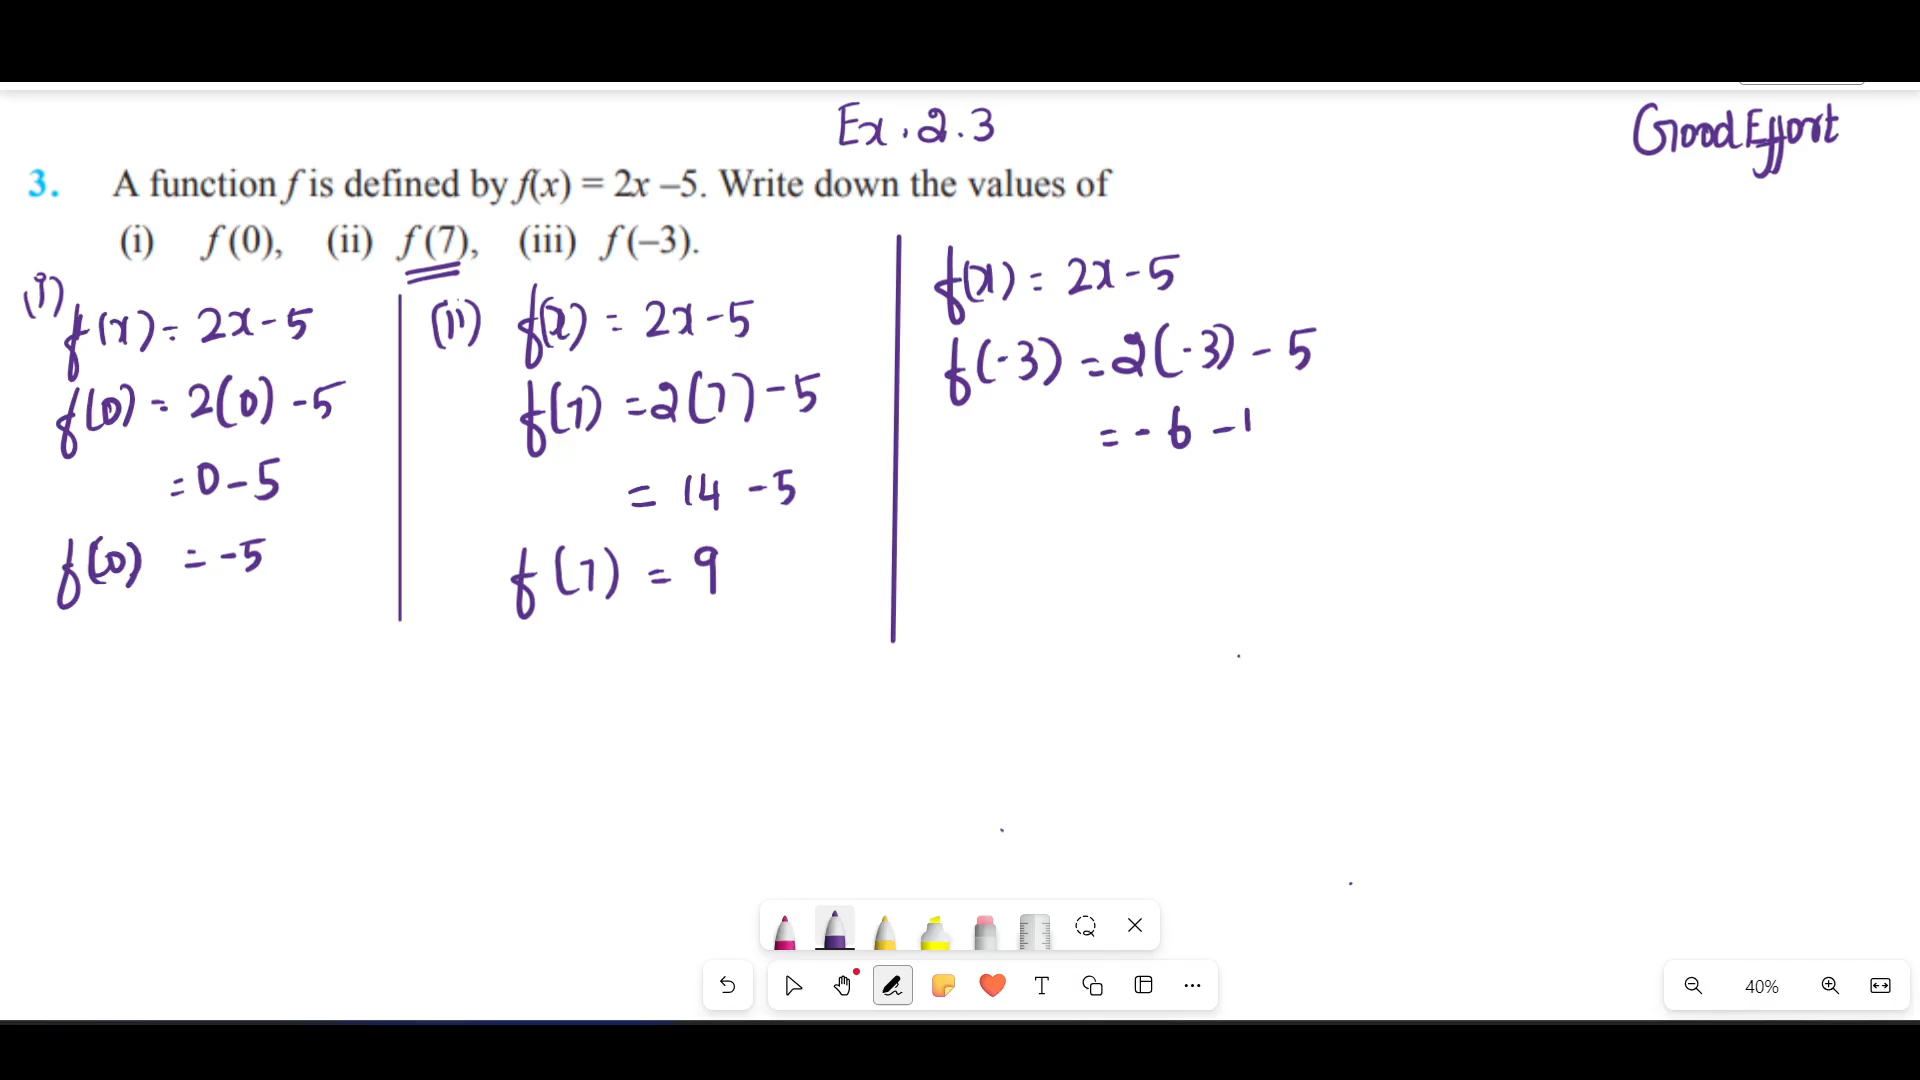 Ex.2.3
Good Effort
3. A function f is defined by f(x) = 2x –5. Write down the values of
(i) f (0), (ii) f (7), (iii) f (–3).
(i) f(x) = 2x - 5
f(0) = 2(0) - 5
= 0 - 5
f(0) = -5
(ii) f(x) = 2x - 5
f(7) = 2(7) - 5
= 14 - 5
f(7) = 9
f(x) = 2x - 5
f(-3) = 2(-3) - 5
= - 6 - 
40%